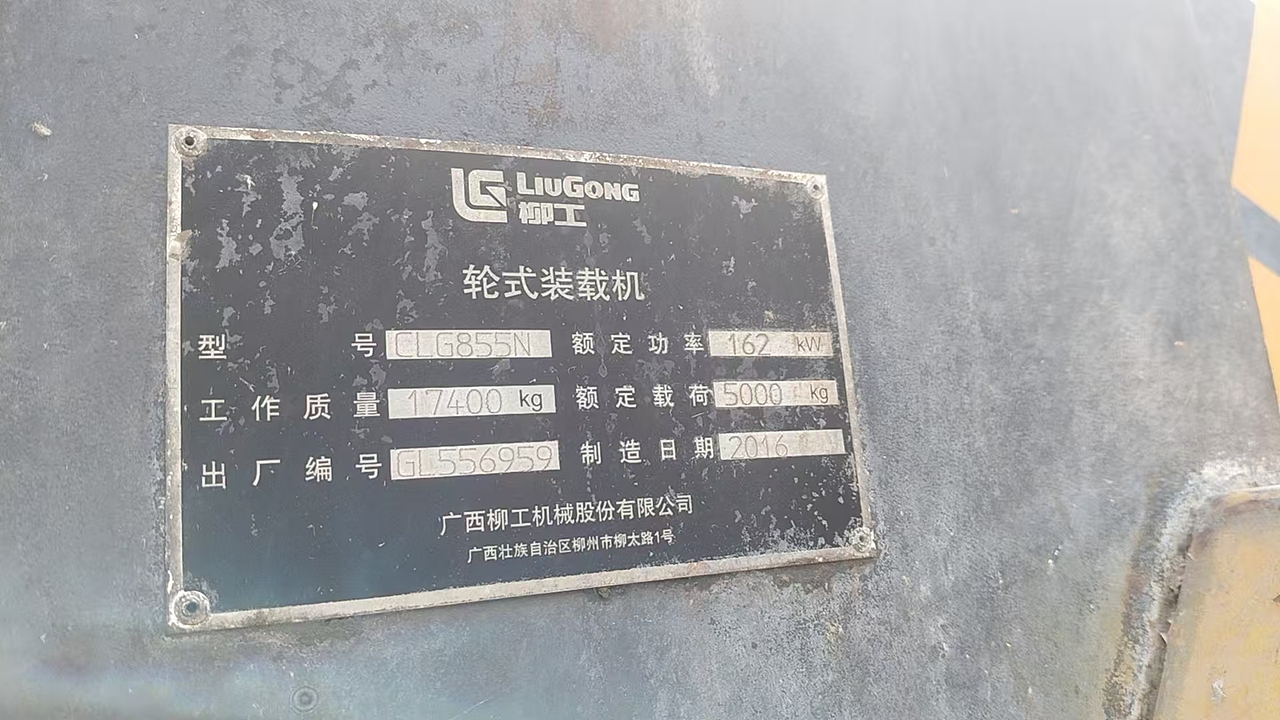 LG LIUGONG
柳工
轮式装载机
型号 CLG855N 额定功率 162 kW
工作质量 17400 kg 额定载荷 5000 kg
出厂编号 GL556959 制造日期 2016
广西柳工机械股份有限公司
广西壮族自治区柳州市柳太路1号